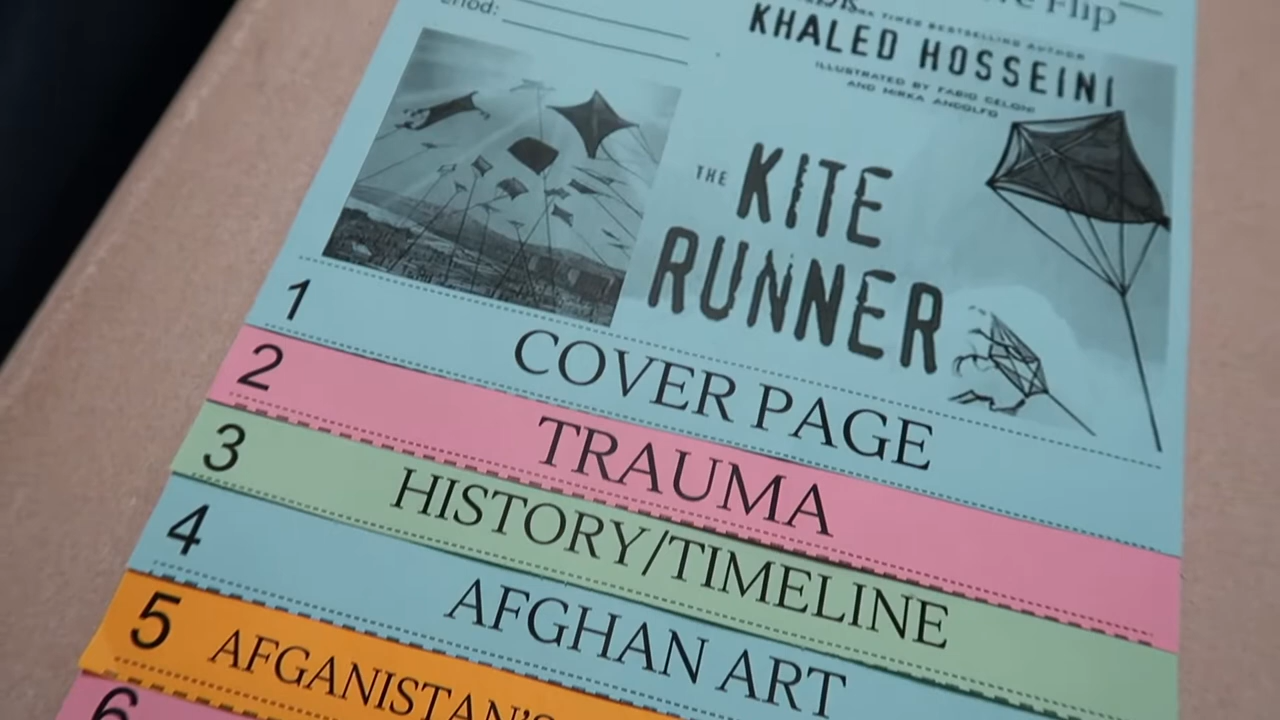 Flip
eriod:
KHALED HOSSEINI
ILLUSTRATED BY FABIO CELONI
AND MIRKA ANDOLFO
THE KITE
RUNNER
1 COVER PAGE
2 TRAUMA
3 HISTORY/TIMELINE
4 AFGHAN ART
5 AFGANISTAN'S
6